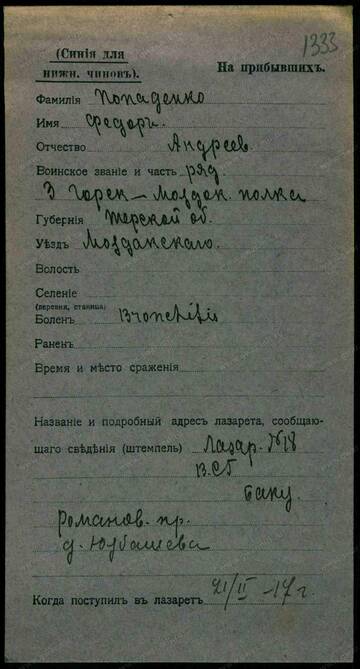 1333
(Синія для
нижн. чиновъ).
На прибывшихъ.
Фамилія Попаденко
Имя Федоръ.
Отчество Андреев.
Воинское званіе и часть ряд.
3 Горск-Моздок. полка
Губернія Терской об.
Уѣздъ Моздакскаго.
Волость
Селеніе
(деревня, станица)
Боленъ Bronchitis
Раненъ
Время и мѣсто сраженія
Названіе и подробный адресъ лазарета, сообщаю-
щаго свѣдѣнія (штемпель) Лазар. №18
В.С.Г.
Баку.
Романов. пр.
д. Юзбашева
Когда поступилъ въ лазаретъ 21/II -17 г.